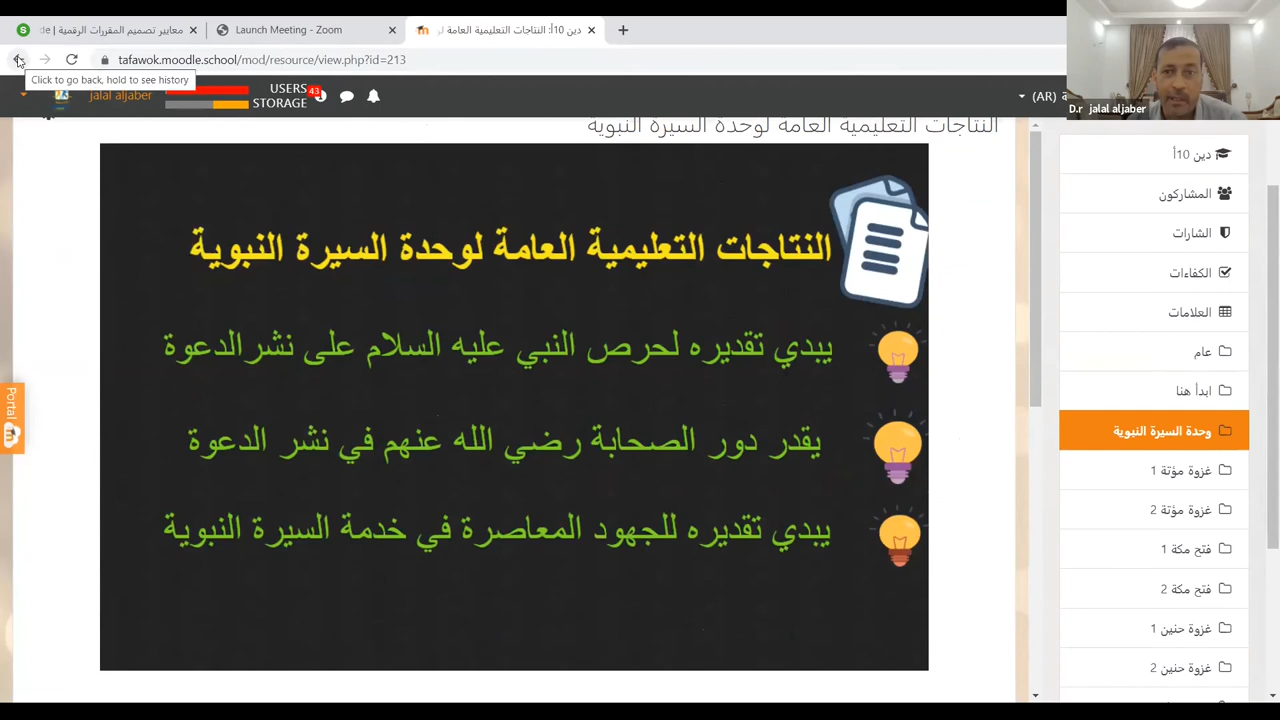 معايير تصميم المقررات الرقمية | de
Launch Meeting - Zoom
دين 10أ: النتاجات التعليمية العامة لو
tafawok.moodle.school/mod/resource/view.php?id=213
Click to go back, hold to see history
jalal aljaber
USERS
STORAGE
43
(AR)
D.r jalal aljaber
النتاجات التعليمية العامة لوحدة السيرة النبوية
النتاجات التعليمية العامة لوحدة السيرة النبوية
يبدي تقديره لحرص النبي عليه السلام على نشر الدعوة
يقدر دور الصحابة رضي الله عنهم في نشر الدعوة
يبدي تقديره للجهود المعاصرة في خدمة السيرة النبوية
Portal
دين 10أ
المشاركون
الشارات
الكفاءات
العلامات
عام
ابدأ هنا
وحدة السيرة النبوية
غزوة مؤتة 1
غزوة مؤتة 2
فتح مكة 1
فتح مكة 2
غزوة حنين 1
غزوة حنين 2